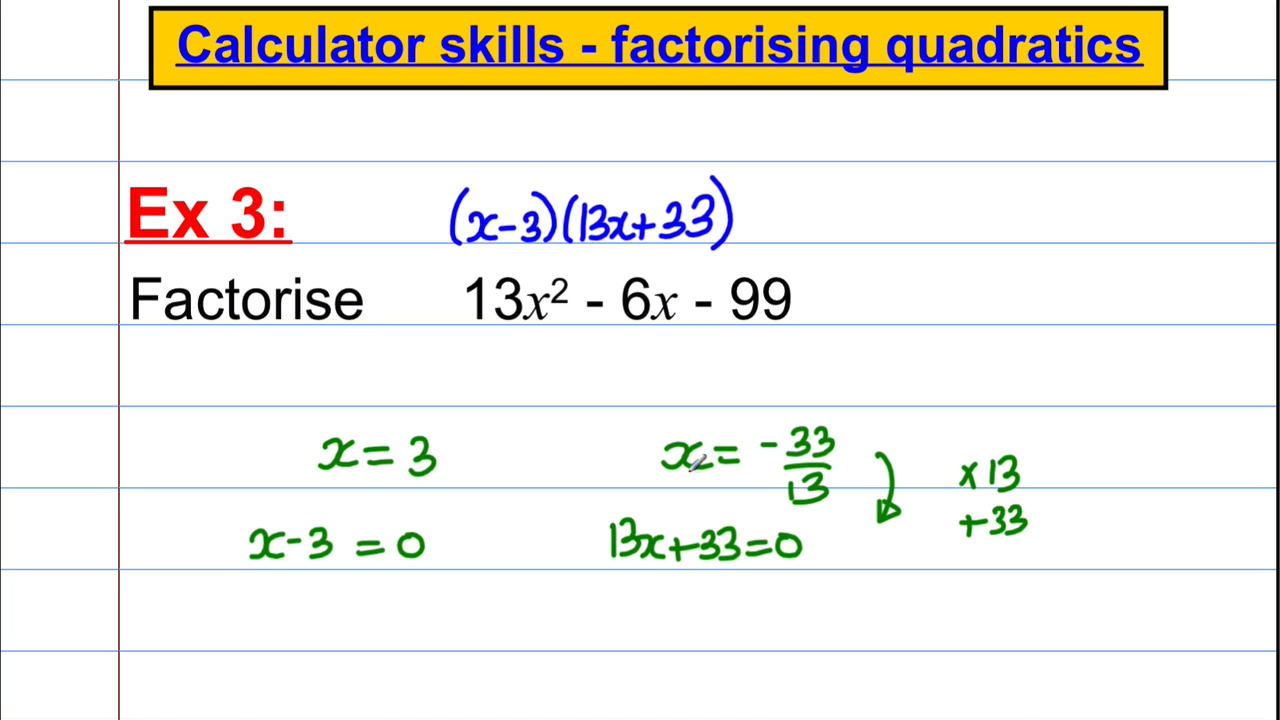 Calculator skills - factorising quadratics
Ex 3: (x-3)(13x+33)
Factorise 13x² - 6x - 99
x = 3 x = -33/13 x 13
+33
x-3 = 0 13x+33=0